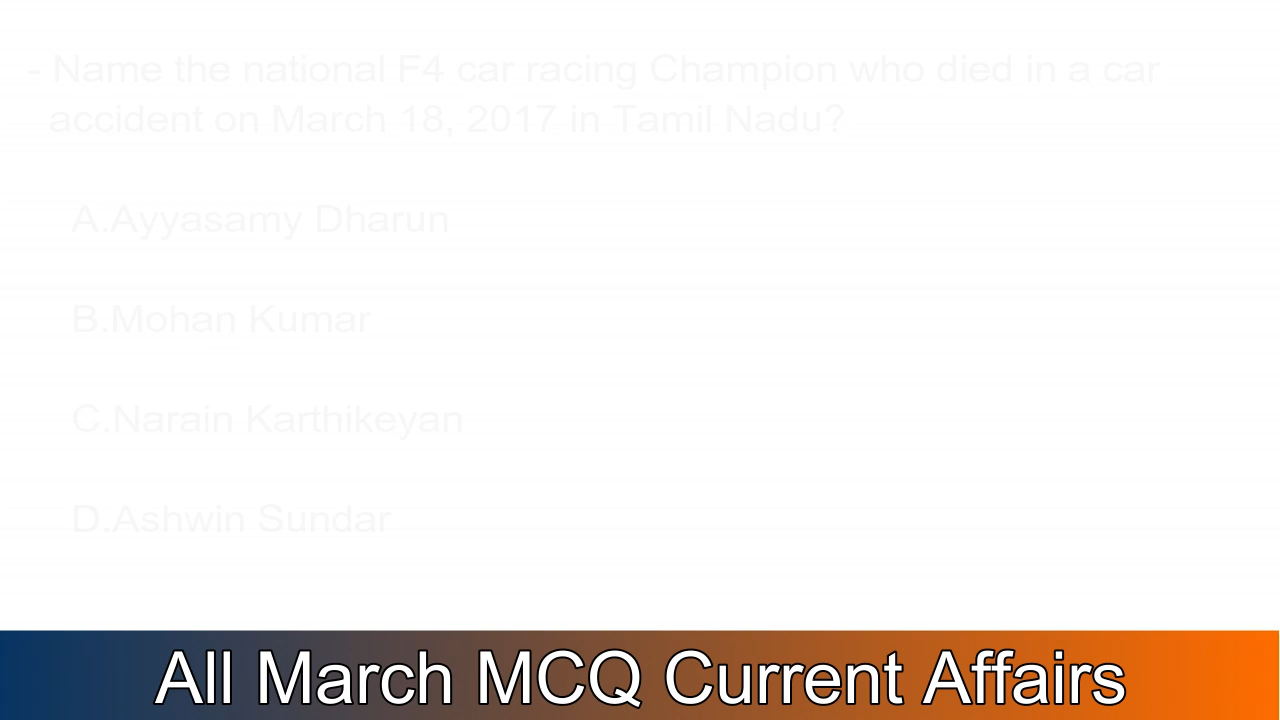 - Name the national F4 car racing Champion who died in a car
accident on March 18, 2017 in Tamil Nadu?
A.Ayyasamy Dharun
B.Mohan Kumar
C.Narain Karthikeyan
D.Ashwin Sundar
All March MCQ Current Affairs